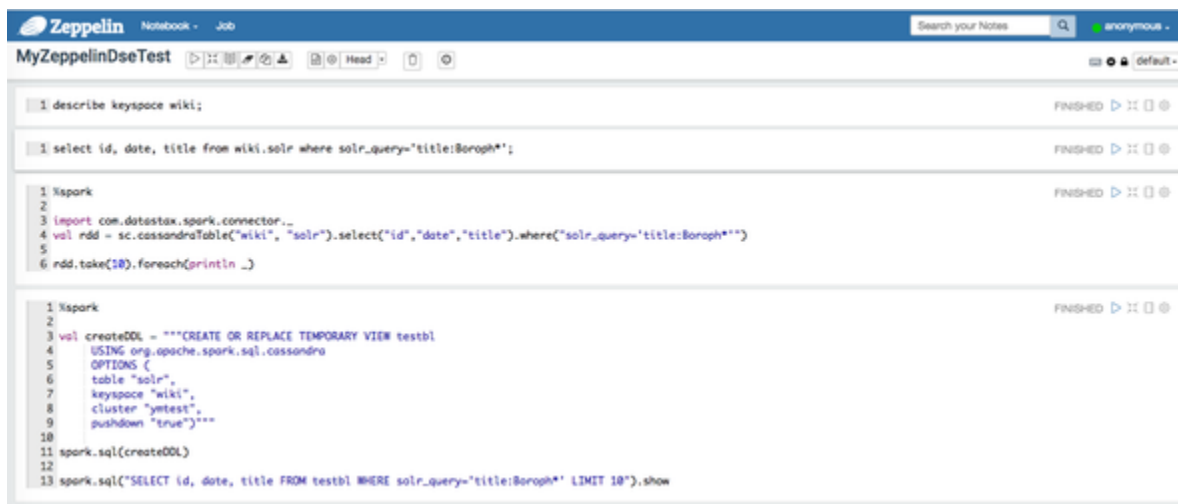 Zeppelin Notebook Job Search your Notes anonymous
MyZeppelinDseTest Head default
1 describe keyspace wiki; FINISHED
1 select id, date, title from wiki.solr where solr_query='title:Boroph*'; FINISHED
1 %spark FINISHED
2
3 import com.datastax.spark.connector._
4 val rdd = sc.cassandraTable("wiki", "solr").select("id","date","title").where("solr_query='title:Boroph*'")
5
6 rdd.take(10).foreach(println _)
1 %spark FINISHED
2
3 val createDDL = """CREATE OR REPLACE TEMPORARY VIEW testbl
4 USING org.apache.spark.sql.cassandra
5 OPTIONS (
6 table "solr",
7 keyspace "wiki",
8 cluster "ymtest",
9 pushdown "true")"""
10
11 spark.sql(createDDL)
12
13 spark.sql("SELECT id, date, title FROM testbl WHERE solr_query='title:Boroph*' LIMIT 10").show